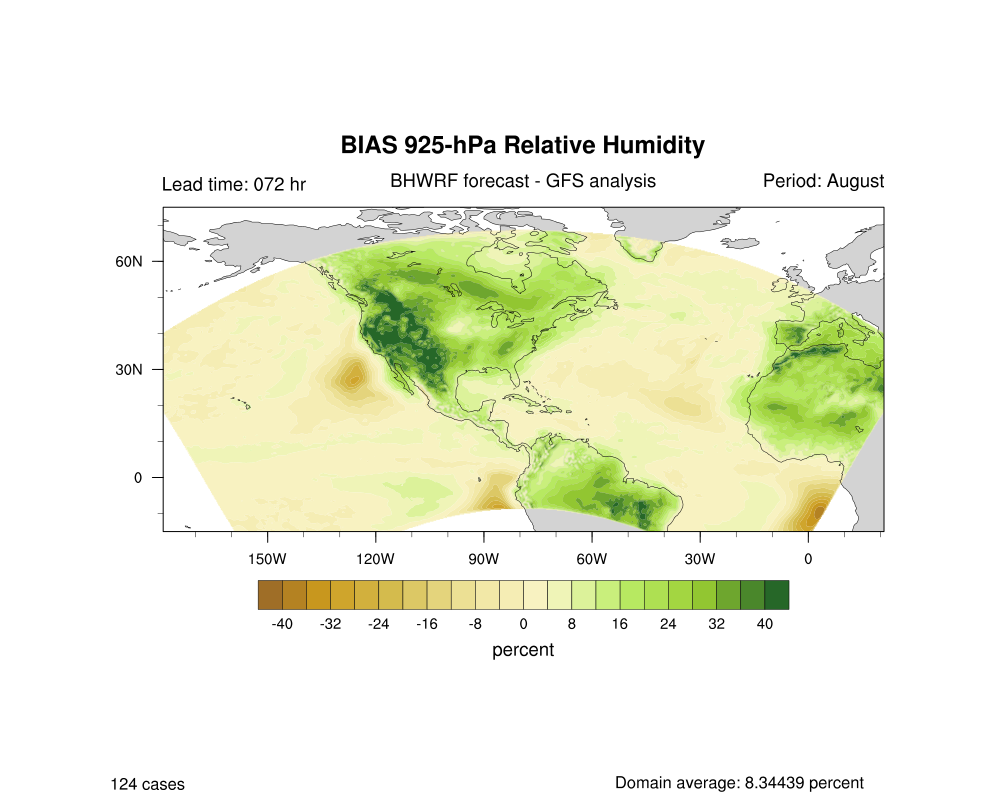 BIAS 925-hPa Relative Humidity
Lead time: 072 hr BHWRF forecast - GFS analysis Period: August
60N
30N
0
150W 120W 90W 60W 30W 0
-40 -32 -24 -16 -8 0 8 16 24 32 40
percent
124 cases Domain average: 8.34439 percent